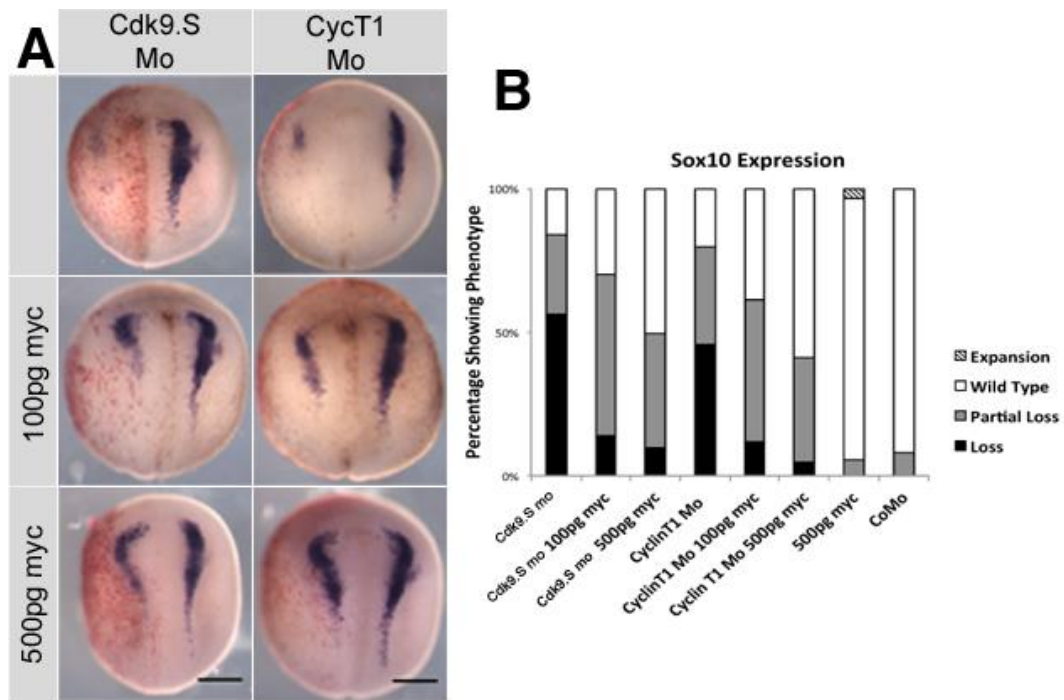 A
Cdk9.S
Mo
CycT1
Mo
100pg myc
500pg myc
B
Sox10 Expression
Percentage Showing Phenotype
100%
50%
0%
Cdk9.S mo
Cdk9.S mo 100pg myc
Cdk9.S mo 500pg myc
CyclinT1 Mo
CyclinT1 Mo 100pg myc
Cyclin T1 Mo 500pg myc
500pg myc
CoMo
Expansion
Wild Type
Partial Loss
Loss